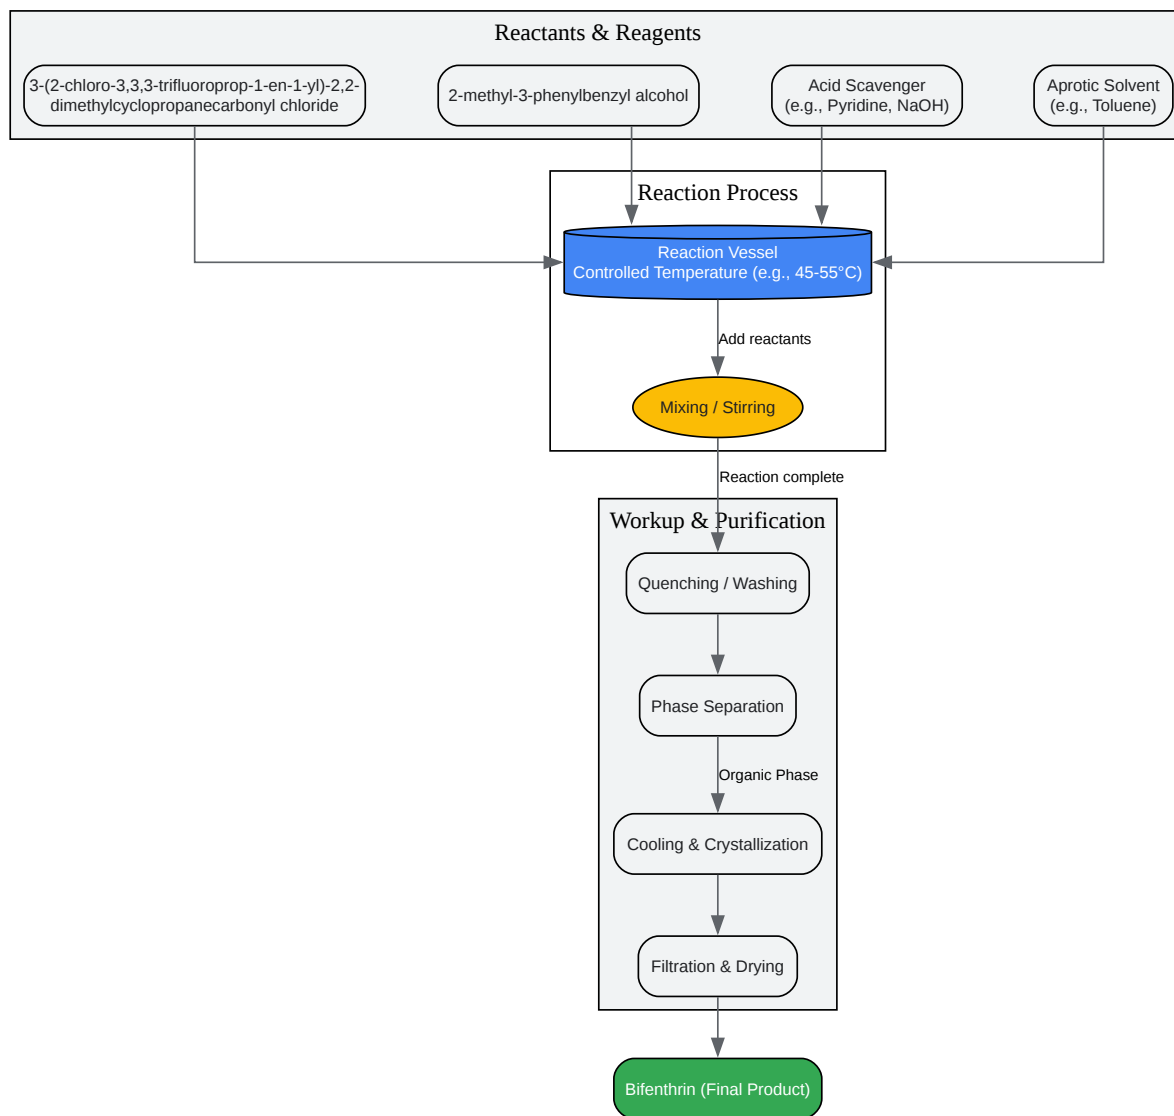 Reactants & Reagents
3-(2-chloro-3,3,3-trifluoroprop-1-en-1-yl)-2,2-
dimethylcyclopropanecarbonyl chloride
2-methyl-3-phenylbenzyl alcohol
Acid Scavenger
(e.g., Pyridine, NaOH)
Aprotic Solvent
(e.g., Toluene)
Reaction Process
Reaction Vessel
Controlled Temperature (e.g., 45-55°C)
Add reactants
Mixing / Stirring
Reaction complete
Workup & Purification
Quenching / Washing
Phase Separation
Organic Phase
Cooling & Crystallization
Filtration & Drying
Bifenthrin (Final Product)